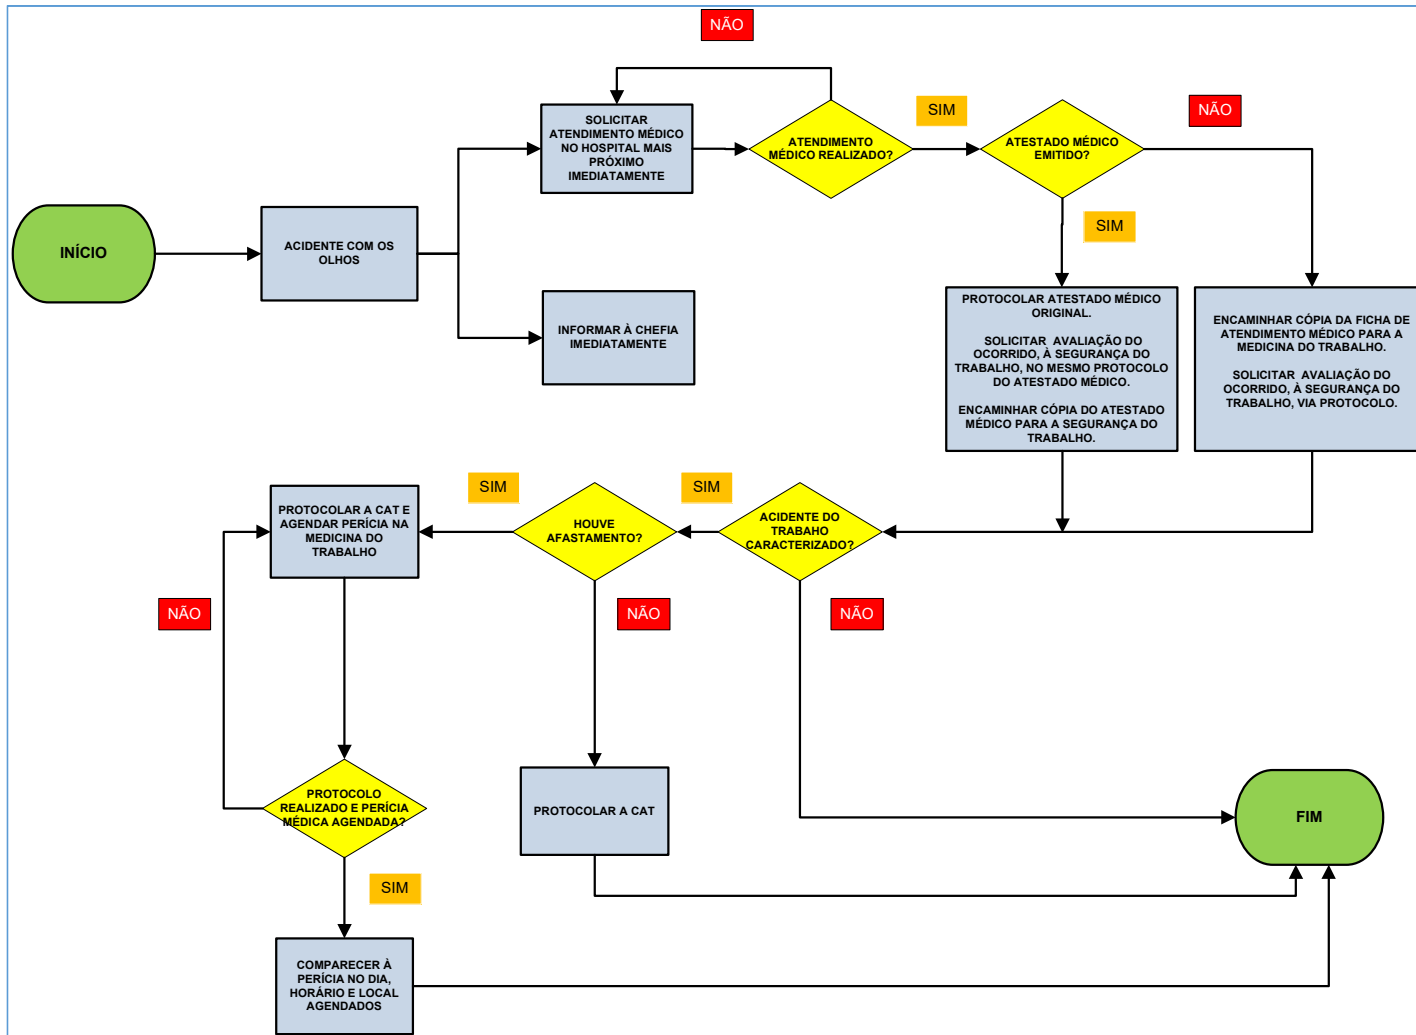 NÃO
SOLICITAR
ATENDIMENTO MÉDICO
NO HOSPITAL MAIS
PRÓXIMO
IMEDIATAMENTE
ATENDIMENTO
MÉDICO REALIZADO?
SIM
ATESTADO MÉDICO
EMITIDO?
NÃO
INÍCIO
ACIDENTE COM OS
OLHOS
SIM
INFORMAR À CHEFIA
IMEDIATAMENTE
PROTOCOLAR ATESTADO MÉDICO
ORIGINAL.
SOLICITAR  AVALIAÇÃO DO
OCORRIDO, À SEGURANÇA DO
TRABALHO, NO MESMO PROTOCOLO
DO ATESTADO MÉDICO.
ENCAMINHAR CÓPIA DO ATESTADO
MÉDICO PARA A SEGURANÇA DO
TRABALHO.
ENCAMINHAR CÓPIA DA FICHA DE
ATENDIMENTO MÉDICO PARA A
MEDICINA DO TRABALHO.
SOLICITAR  AVALIAÇÃO DO
OCORRIDO, À SEGURANÇA DO
TRABALHO, VIA PROTOCOLO.
PROTOCOLAR A CAT E
AGENDAR PERÍCIA NA
MEDICINA DO
TRABALHO
SIM
HOUVE
AFASTAMENTO?
SIM
ACIDENTE DO
TRABAHO
CARACTERIZADO?
NÃO
NÃO
NÃO
PROTOCOLO
REALIZADO E PERÍCIA
MÉDICA AGENDADA?
PROTOCOLAR A CAT
FIM
SIM
COMPARECER À
PERÍCIA NO DIA,
HORÁRIO E LOCAL
AGENDADOS